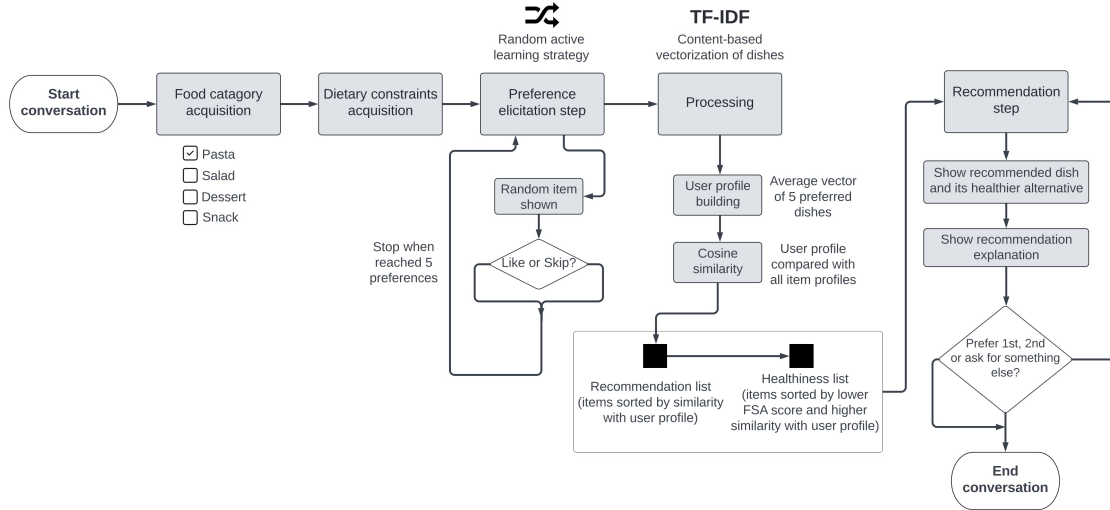 TF-IDF
Random active
learning strategy
Content-based
vectorization of dishes
Start
conversation
Food catagory
acquisition
Dietary constraints
acquisition
Preference
elicitation step
Processing
Recommendation
step
Pasta
Salad
Dessert
Snack
Random item
shown
Like or Skip?
Stop when
reached 5
preferences
User profile
building
Average vector
of 5 preferred
dishes
Cosine
similarity
User profile
compared with
all item profiles
Recommendation list
(items sorted by similarity
with user profile)
Healthiness list
(items sorted by lower
FSA score and higher
similarity with user profile)
Show recommended dish
and its healthier alternative
Show recommendation
explanation
Prefer 1st, 2nd
or ask for something
else?
End
conversation